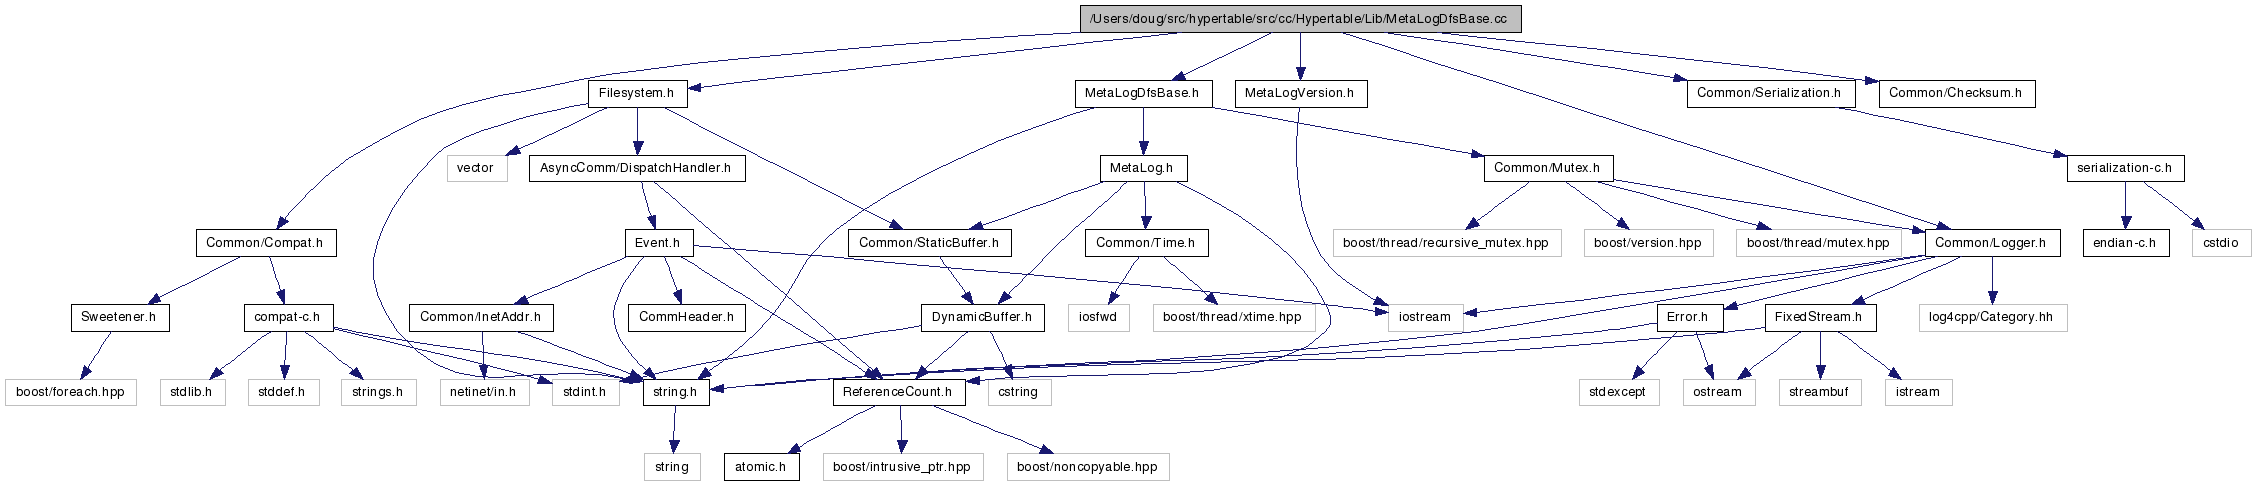 /Users/doug/src/hypertable/src/cc/Hypertable/Lib/MetaLogDfsBase.cc
Filesystem.h
MetaLogDfsBase.h
MetaLogVersion.h
Common/Serialization.h
Common/Checksum.h
vector
AsyncComm/DispatchHandler.h
MetaLog.h
Common/Mutex.h
serialization-c.h
Common/Compat.h
Event.h
Common/StaticBuffer.h
Common/Time.h
boost/thread/recursive_mutex.hpp
boost/version.hpp
boost/thread/mutex.hpp
Common/Logger.h
endian-c.h
cstdio
Sweetener.h
compat-c.h
Common/InetAddr.h
CommHeader.h
DynamicBuffer.h
iosfwd
boost/thread/xtime.hpp
iostream
Error.h
FixedStream.h
log4cpp/Category.hh
boost/foreach.hpp
stdlib.h
stddef.h
strings.h
netinet/in.h
stdint.h
string.h
ReferenceCount.h
cstring
stdexcept
ostream
streambuf
istream
string
atomic.h
boost/intrusive_ptr.hpp
boost/noncopyable.hpp